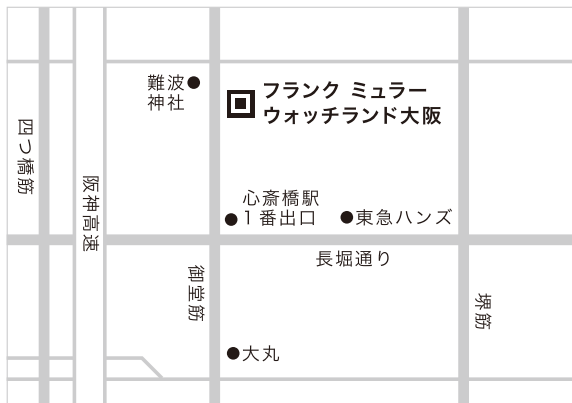 難波
神社
フランク ミュラー
ウォッチランド大阪
四つ橋筋
阪神高速
心斎橋駅
1番出口
東急ハンズ
長堀通り
御堂筋
堺筋
大丸